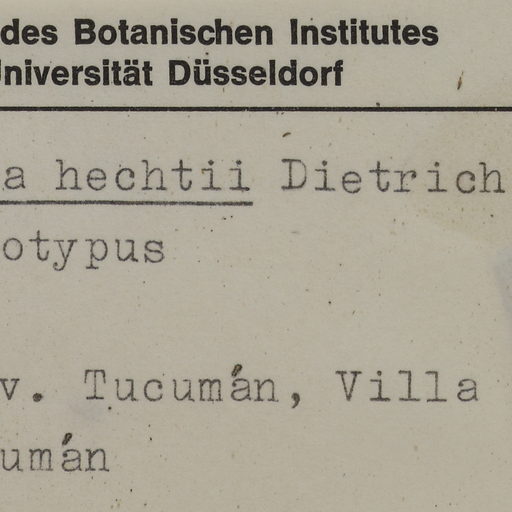 des Botanischen Institutes
Universität Düsseldorf
a hechtii Dietrich
otypus
v. Tucumán, Villa
umán